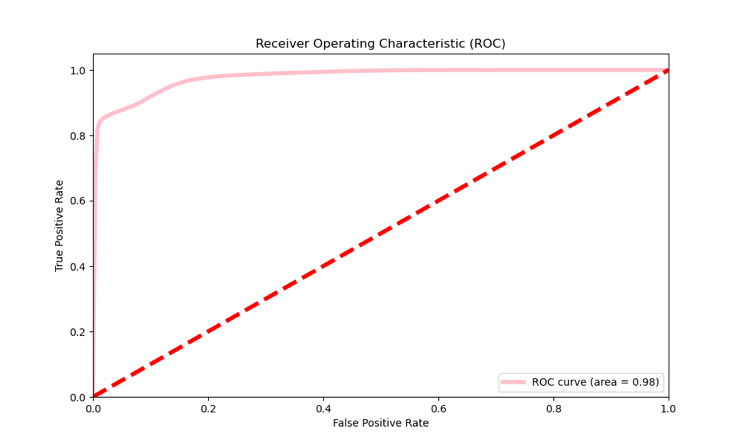 Receiver Operating Characteristic (ROC)
True Positive Rate
1.0
0.8
0.6
0.4
0.2
0.0
0.0 0.2 0.4 0.6 0.8 1.0
False Positive Rate
ROC curve (area = 0.98)